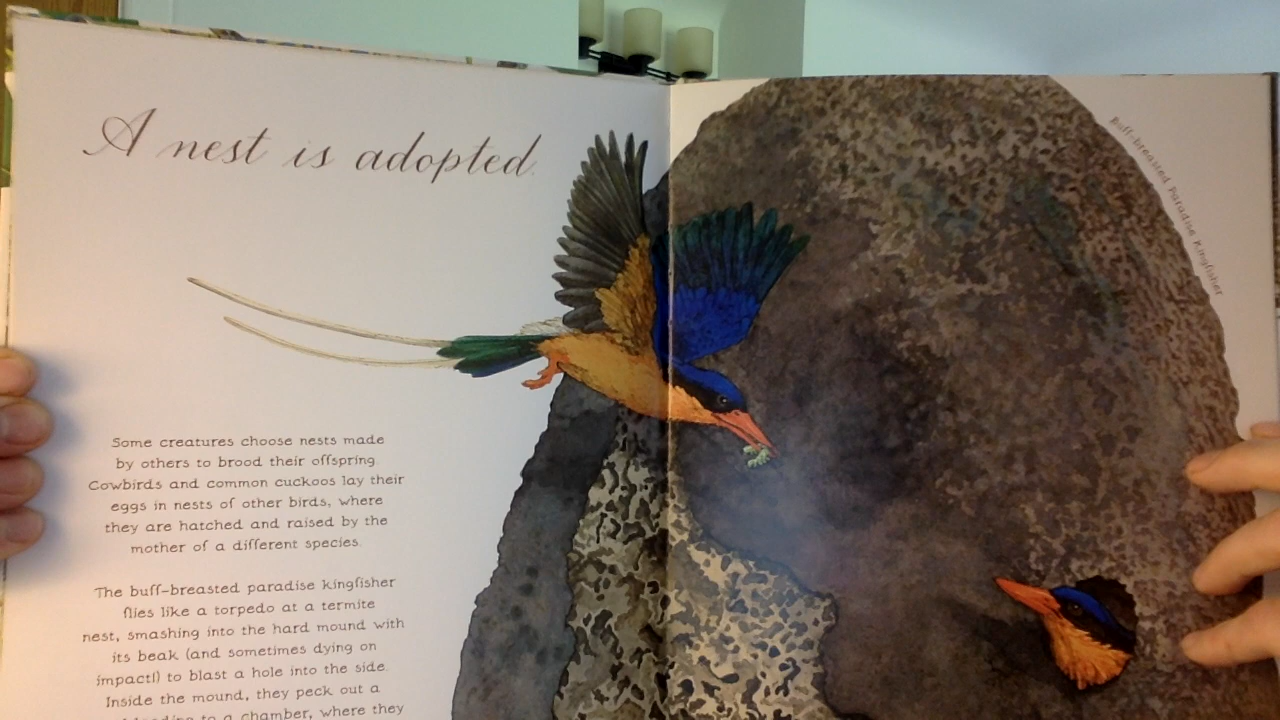 A nest is adopted.
Some creatures choose nests made
by others to brood their offspring.
Cowbirds and common cuckoos lay their
eggs in nests of other birds, where
they are hatched and raised by the
mother of a different species.
The buff-breasted paradise kingfisher
flies like a torpedo at a termite
nest, smashing into the hard mound with
its beak (and sometimes dying on
impact!) to blast a hole into the side.
Inside the mound, they peck out a
leading to a chamber, where they
Buff-breasted Paradise Kingfisher